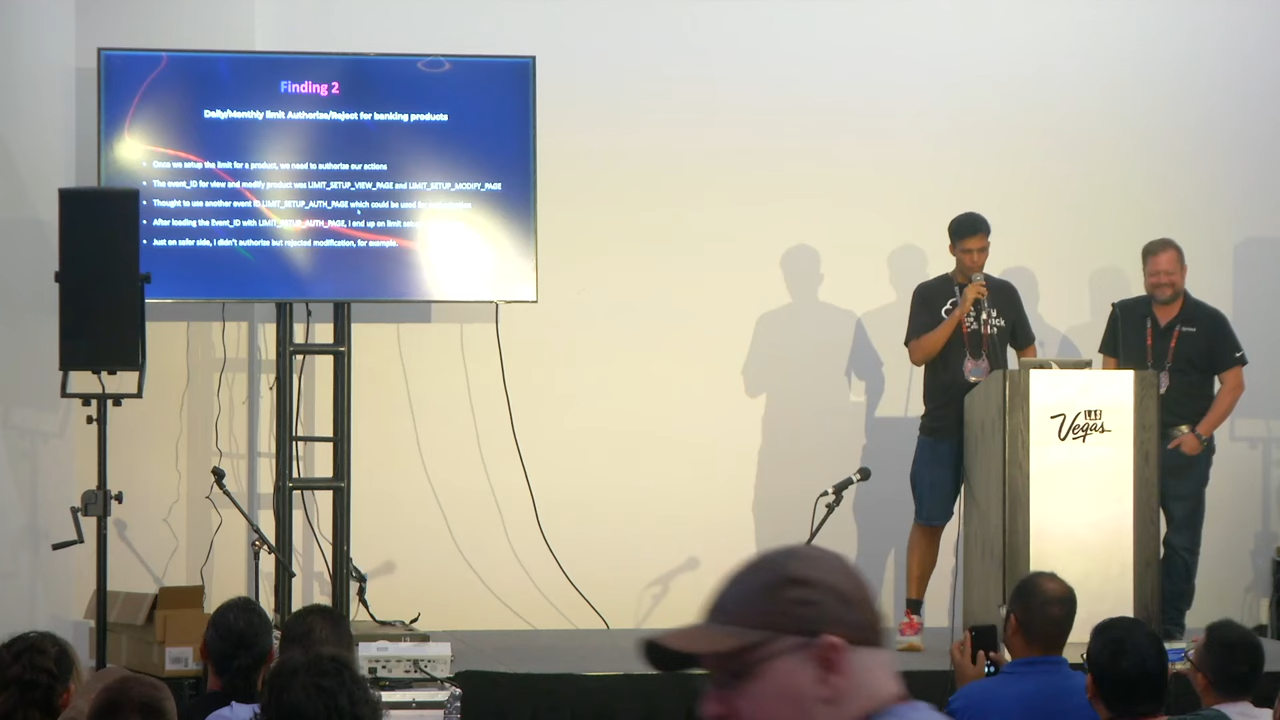 Finding 2
Daily/Monthly limit Authorize/Reject for banking products
• Once we setup the limit for a product, we need to authorize our actions
• The event_ID for view and modify product was LIMIT_SETUP_VIEW_PAGE and LIMIT_SETUP_MODIFY_PAGE
• Thought to use another event ID LIMIT_SETUP_AUTH_PAGE which could be used for
• After loading the Event_ID with LIMIT_SETUP_AUTH_PAGE, I end up on limit
• Just on safer side, I didn't authorize but rejected modification, for example.
LAS
Vegas